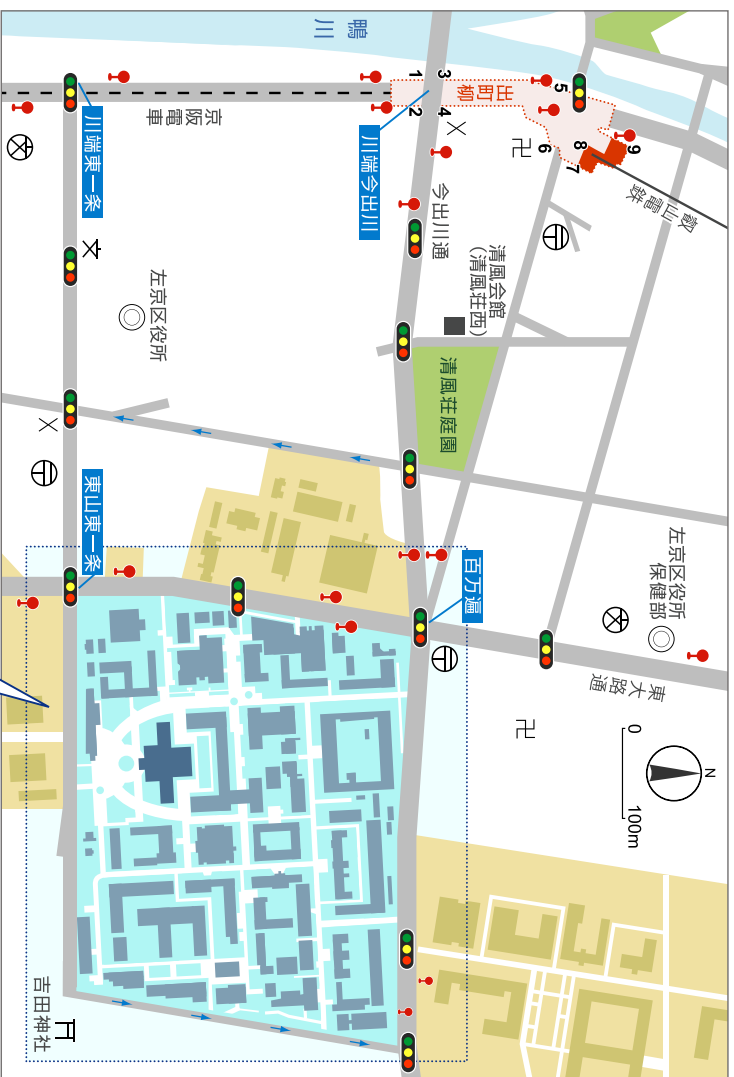 鴨川
出町柳
1
2
3
4
5
6
7
8
9
叡山電鉄
京阪電車
川端今出川
今出川通
川端東一条
清風会館
（清風荘西）
清風荘庭園
左京区役所
左京区役所
保健部
百万遍
東大路通
東山東一条
吉田神社
N
0
100m